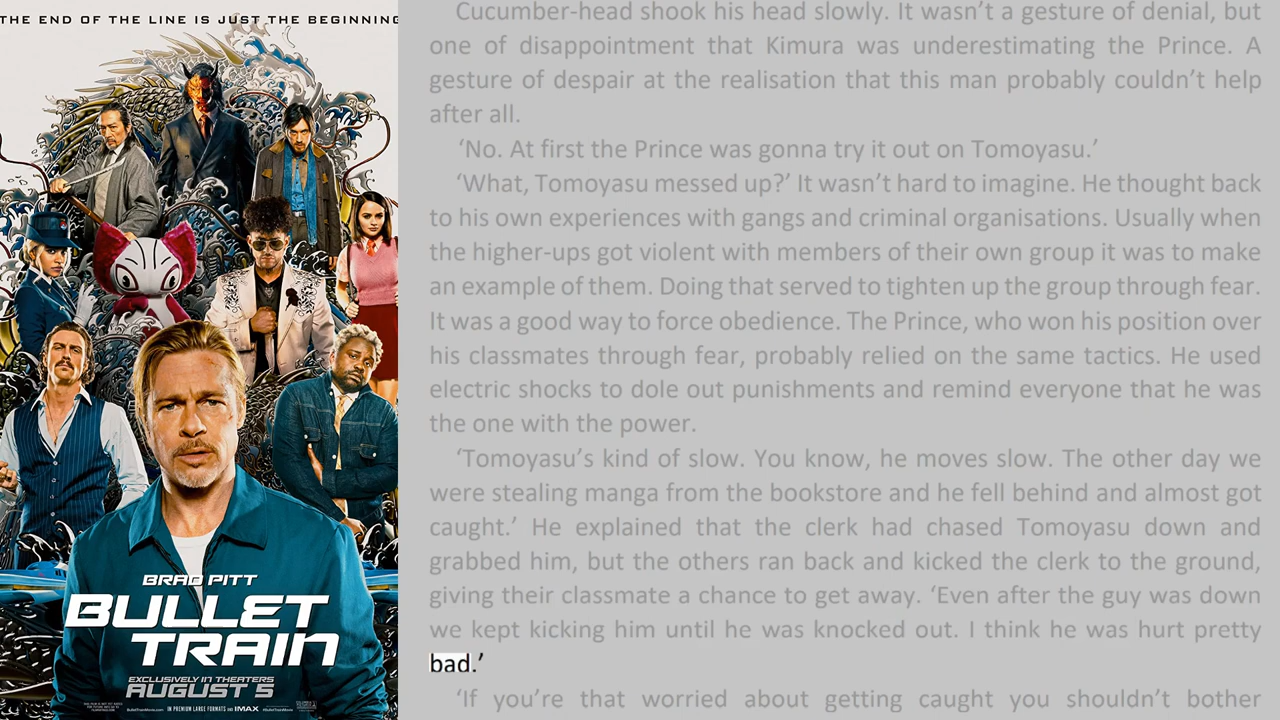 THE END OF THE LINE IS JUST THE BEGINNING
BRAD PITT
BULLET
TRAIN
EXCLUSIVELY IN THEATERS
AUGUST 5
BulletTrainMovie.com
IN PREMIUM LARGE FORMATS AND IMAX
#BulletTrainMovie
Cucumber-head shook his head slowly. It wasn’t a gesture of denial, but
one of disappointment that Kimura was underestimating the Prince. A
gesture of despair at the realisation that this man probably couldn’t help
after all.
‘No. At first the Prince was gonna try it out on Tomoyasu.’
‘What, Tomoyasu messed up?’ It wasn’t hard to imagine. He thought back
to his own experiences with gangs and criminal organisations. Usually when
the higher-ups got violent with members of their own group it was to make
an example of them. Doing that served to tighten up the group through fear.
It was a good way to force obedience. The Prince, who won his position over
his classmates through fear, probably relied on the same tactics. He used
electric shocks to dole out punishments and remind everyone that he was
the one with the power.
‘Tomoyasu’s kind of slow. You know, he moves slow. The other day we
were stealing manga from the bookstore and he fell behind and almost got
caught.’ He explained that the clerk had chased Tomoyasu down and
grabbed him, but the others ran back and kicked the clerk to the ground,
giving their classmate a chance to get away. ‘Even after the guy was down
we kept kicking him until he was knocked out. I think he was hurt pretty
bad.’
‘If you’re that worried about getting caught you shouldn’t bother